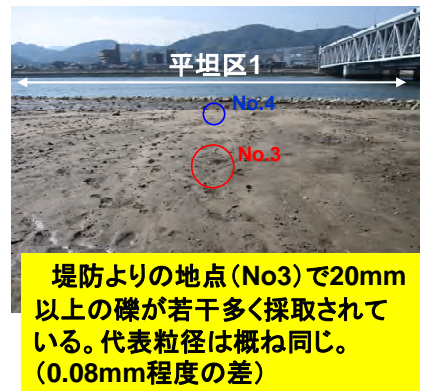 平坦区1
No.4
No.3
堤防よりの地点（No3）で20mm
以上の礫が若干多く採取されて
いる。代表粒径は概ね同じ。
（0.08mm程度の差）